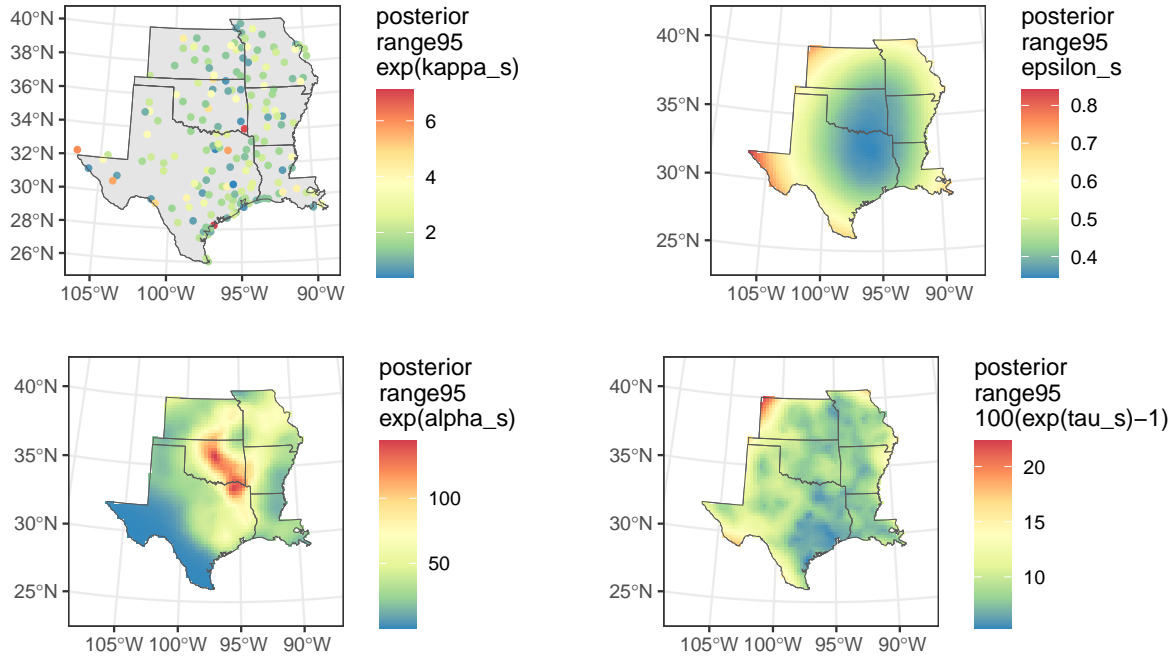 40°N
38°N
36°N
34°N
32°N
30°N
28°N
26°N
105°W 100°W 95°W 90°W
posterior
range95
exp(kappa_s)
6
4
2
40°N
35°N
30°N
25°N
105°W 100°W 95°W 90°W
posterior
range95
epsilon_s
0.8
0.7
0.6
0.5
0.4
40°N
35°N
30°N
25°N
105°W 100°W 95°W 90°W
posterior
range95
exp(alpha_s)
100
50
40°N
35°N
30°N
25°N
105°W 100°W 95°W 90°W
posterior
range95
100(exp(tau_s)−1)
20
15
10